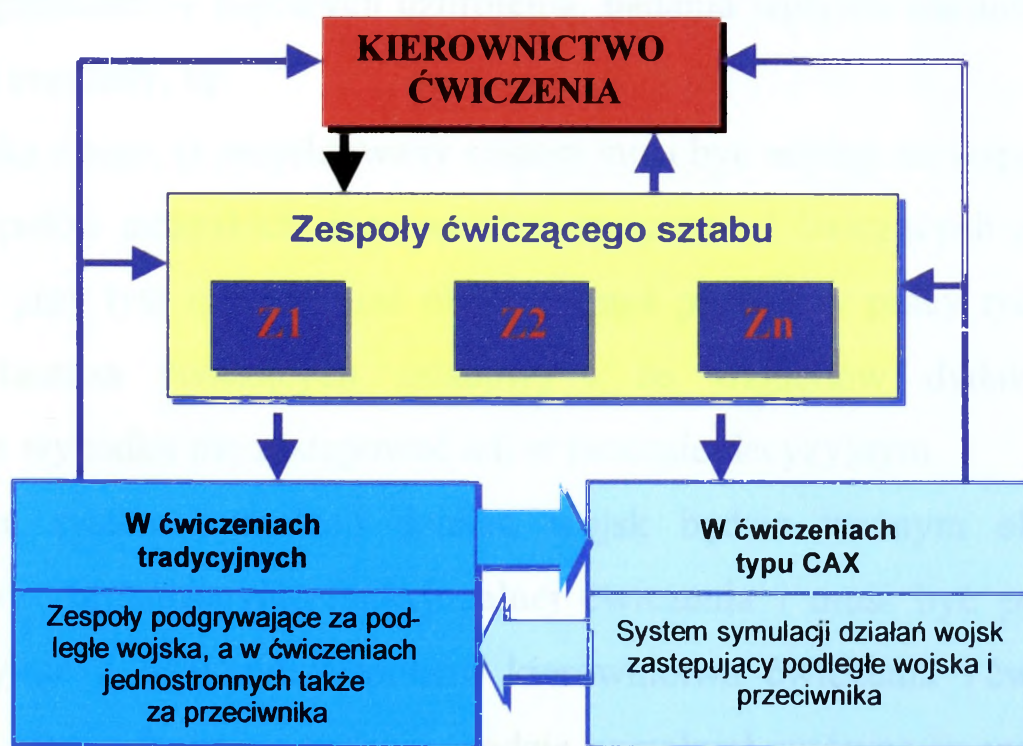 KIEROWNICTWO
ĆWICZENIA
Zespoły ćwiczącego sztabu
Z1 Z2 Zn
W ćwiczeniach
tradycyjnych
Zespoły podgrywające za pod-
ległe wojska, a w ćwiczeniach
jednostronnych także
za przeciwnika
W ćwiczeniach
typu CAX
System symulacji działań wojsk
zastępujący podległe wojska i
przeciwnika